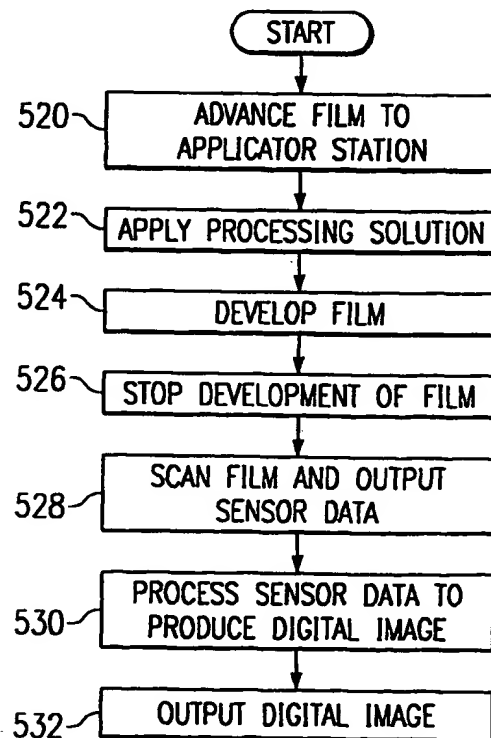 START
520
ADVANCE FILM TO
APPLICATOR STATION
522
APPLY PROCESSING SOLUTION
524
DEVELOP FILM
526
STOP DEVELOPMENT OF FILM
528
SCAN FILM AND OUTPUT
SENSOR DATA
530
PROCESS SENSOR DATA TO
PRODUCE DIGITAL IMAGE
532
OUTPUT DIGITAL IMAGE